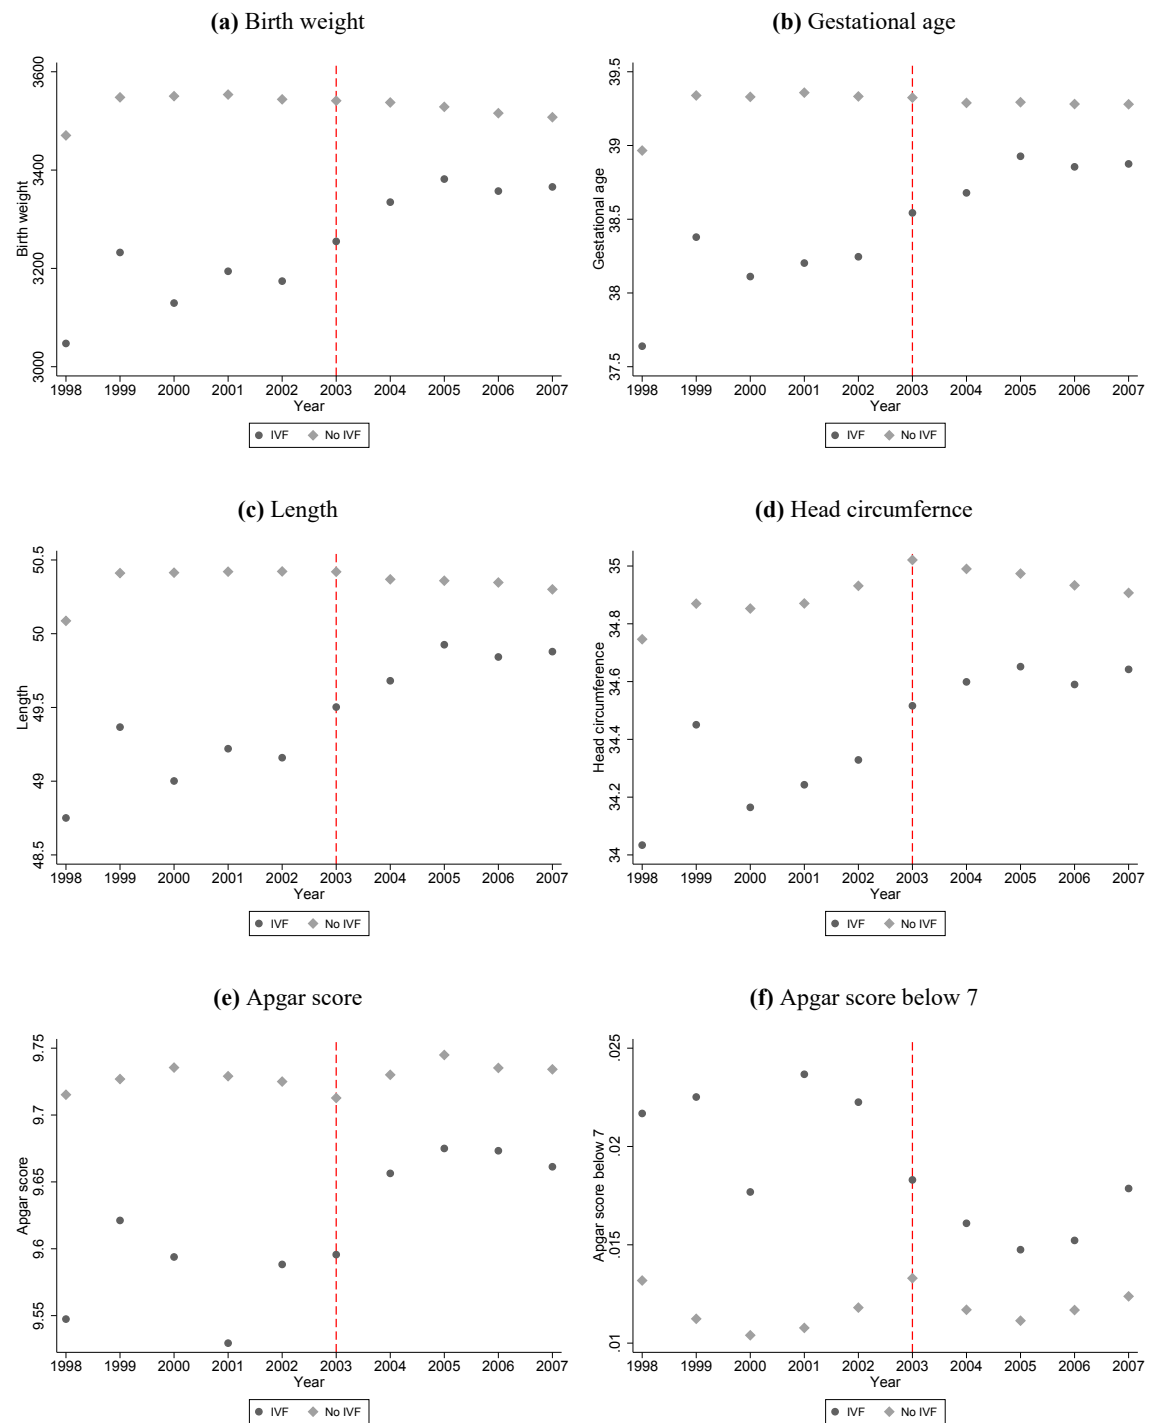 (a) Birth weight
Birth weight
3600
3400
3200
3000
1998 1999 2000 2001 2002 2003 2004 2005 2006 2007
Year
IVF No IVF
(b) Gestational age
Gestational age
39.5
39
38.5
38
37.5
1998 1999 2000 2001 2002 2003 2004 2005 2006 2007
Year
IVF No IVF
(c) Length
Length
50.5
50
49.5
49
48.5
1998 1999 2000 2001 2002 2003 2004 2005 2006 2007
Year
IVF No IVF
(d) Head circumfernce
Head circumference
35
34.8
34.6
34.4
34.2
34
1998 1999 2000 2001 2002 2003 2004 2005 2006 2007
Year
IVF No IVF
(e) Apgar score
Apgar score
9.75
9.7
9.65
9.6
9.55
1998 1999 2000 2001 2002 2003 2004 2005 2006 2007
Year
IVF No IVF
(f) Apgar score below 7
Apgar score below 7
.025
.02
.015
.01
1998 1999 2000 2001 2002 2003 2004 2005 2006 2007
Year
IVF No IVF